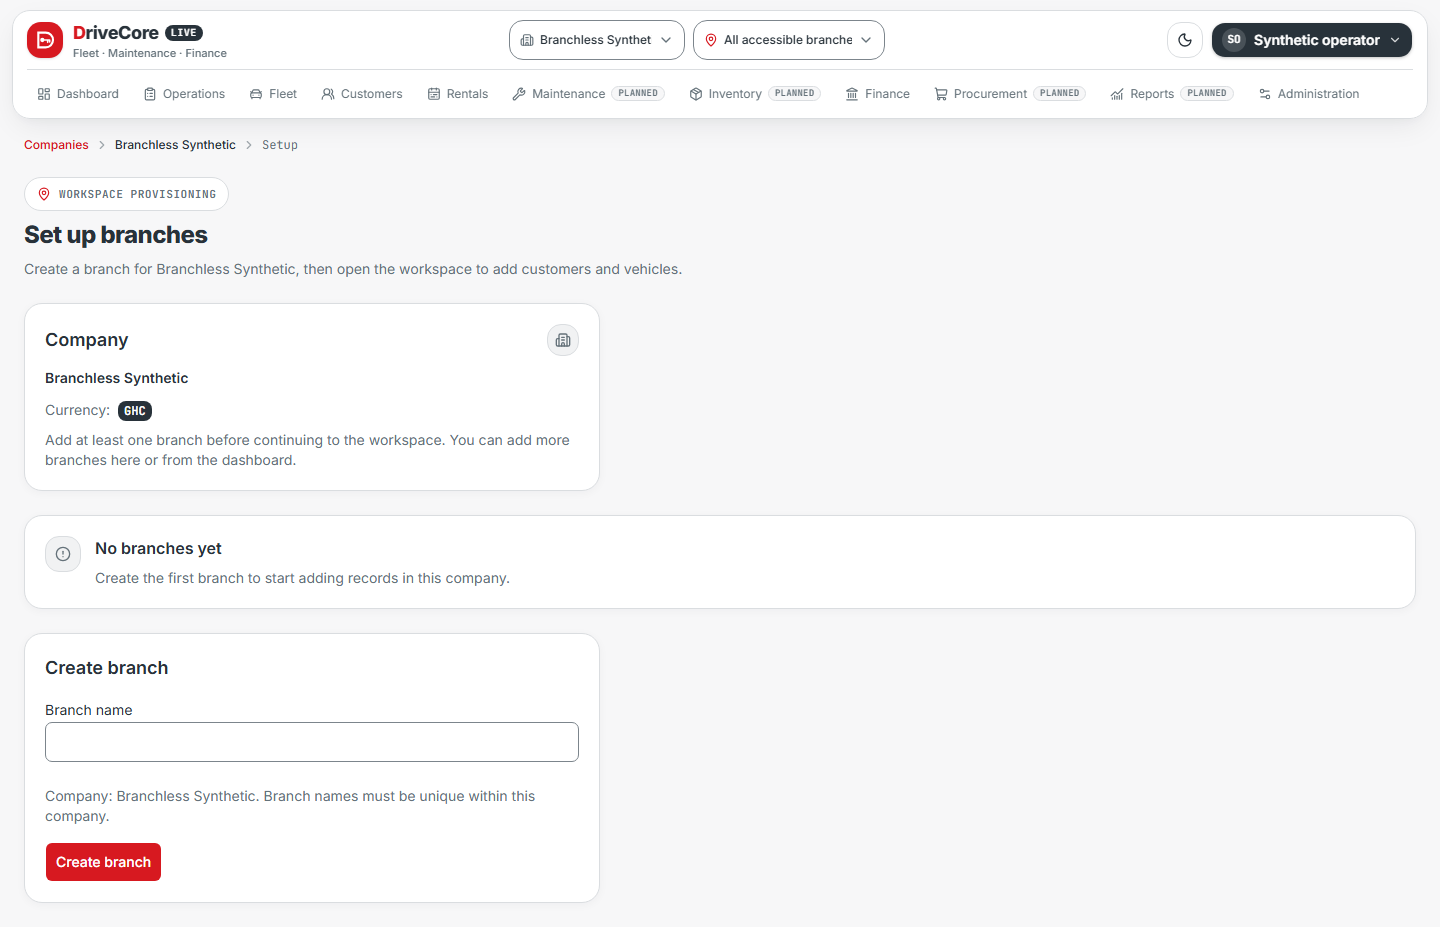 DriveCore LIVE
Fleet · Maintenance · Finance
Branchless Synthet
All accessible branche
SO Synthetic operator
Dashboard
Operations
Fleet
Customers
Rentals
Maintenance PLANNED
Inventory PLANNED
Finance
Procurement PLANNED
Reports PLANNED
Administration
Companies > Branchless Synthetic > Setup
WORKSPACE PROVISIONING
Set up branches
Create a branch for Branchless Synthetic, then open the workspace to add customers and vehicles.
Company
Branchless Synthetic
Currency: GHC
Add at least one branch before continuing to the workspace. You can add more
branches here or from the dashboard.
No branches yet
Create the first branch to start adding records in this company.
Create branch
Branch name
Company: Branchless Synthetic. Branch names must be unique within this
company.
Create branch